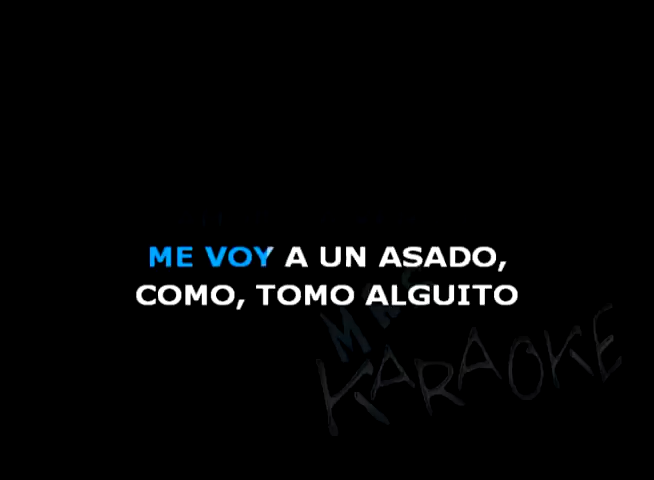 ME VOY A UN ASADO,
COMO, TOMO ALGUITO
KARAOKE